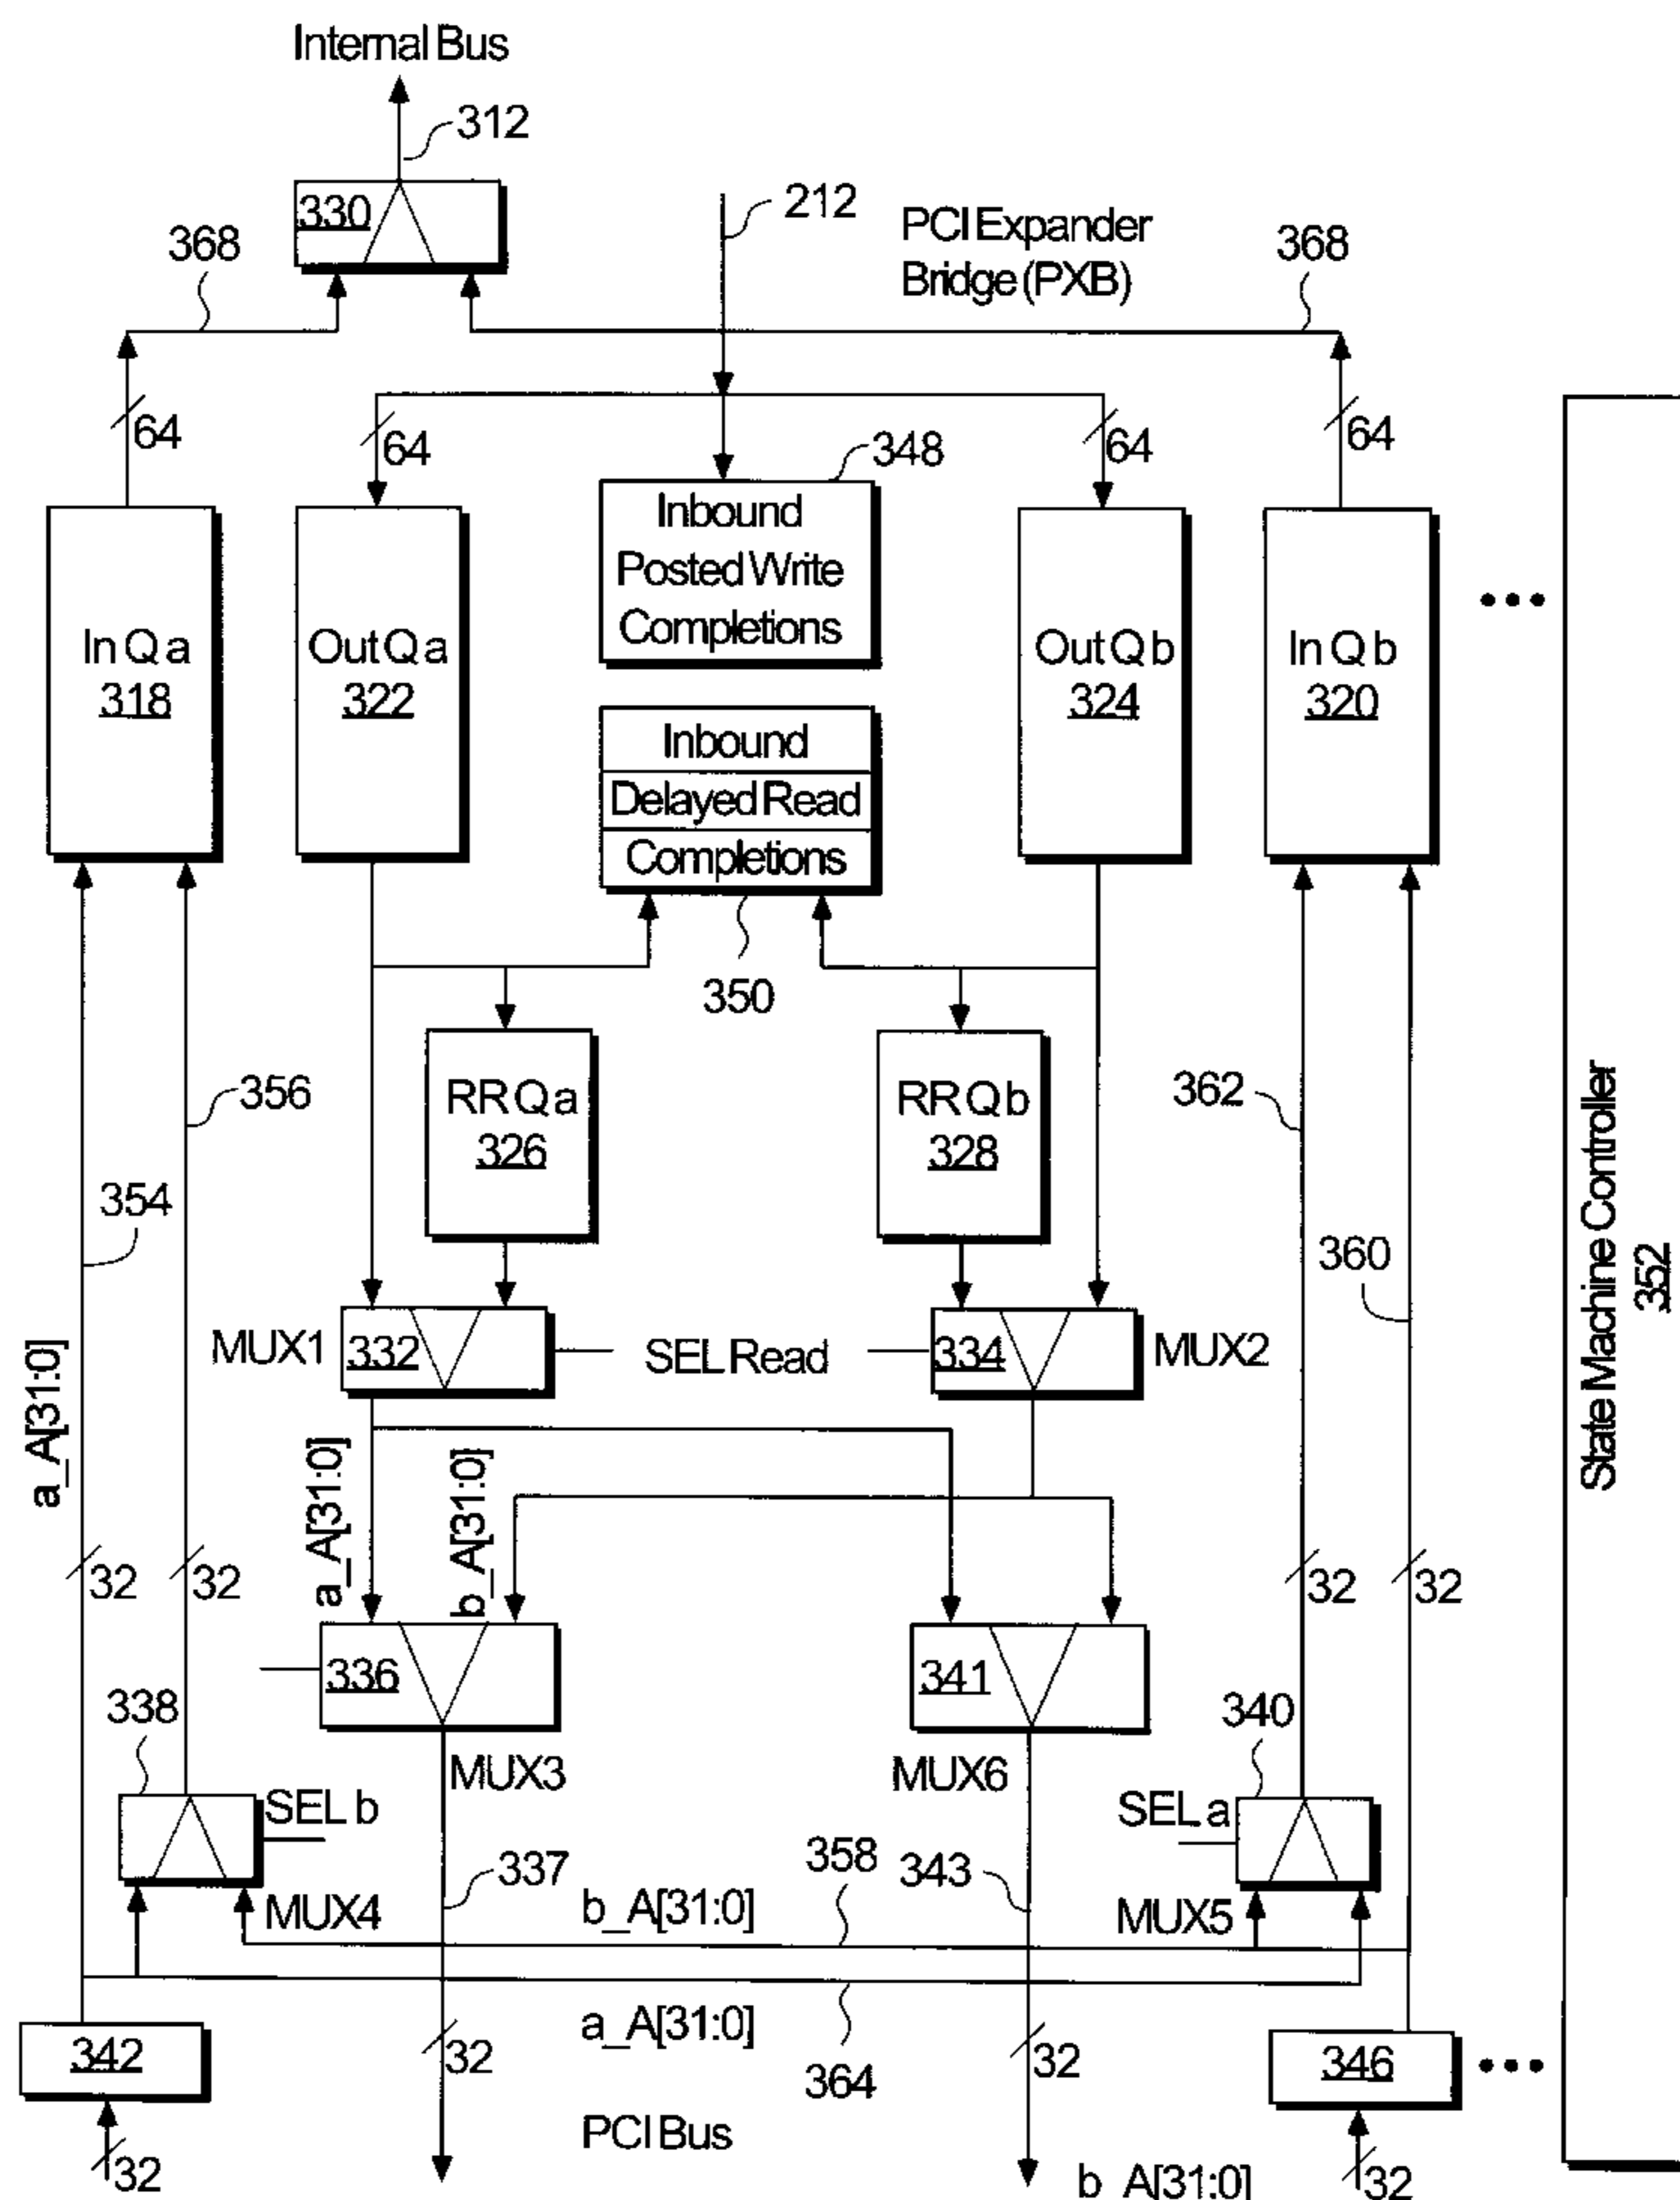 Internal Bus
312
330
212
PCI Expander
Bridge (PXB)
368
368
64
64
348
64
64
Inbound
Posted Write
Completions
In Q a
318
Out Q a
322
Out Q b
324
In Q b
320
Inbound
Delayed Read
Completions
350
356
RR Q a
326
RR Q b
328
362
354
360
State Machine Controller
352
MUX1
332
SEL Read
334
MUX2
a_A[31:0]
a_A[31:0]
b_A[31:0]
32
32
32
32
336
341
338
340
MUX3
MUX6
SEL b
SEL a
337
358
343
MUX4
b_A[31:0]
MUX5
a_A[31:0]
342
32
32
346
364
PCI Bus
32
b_A[31:0]
32